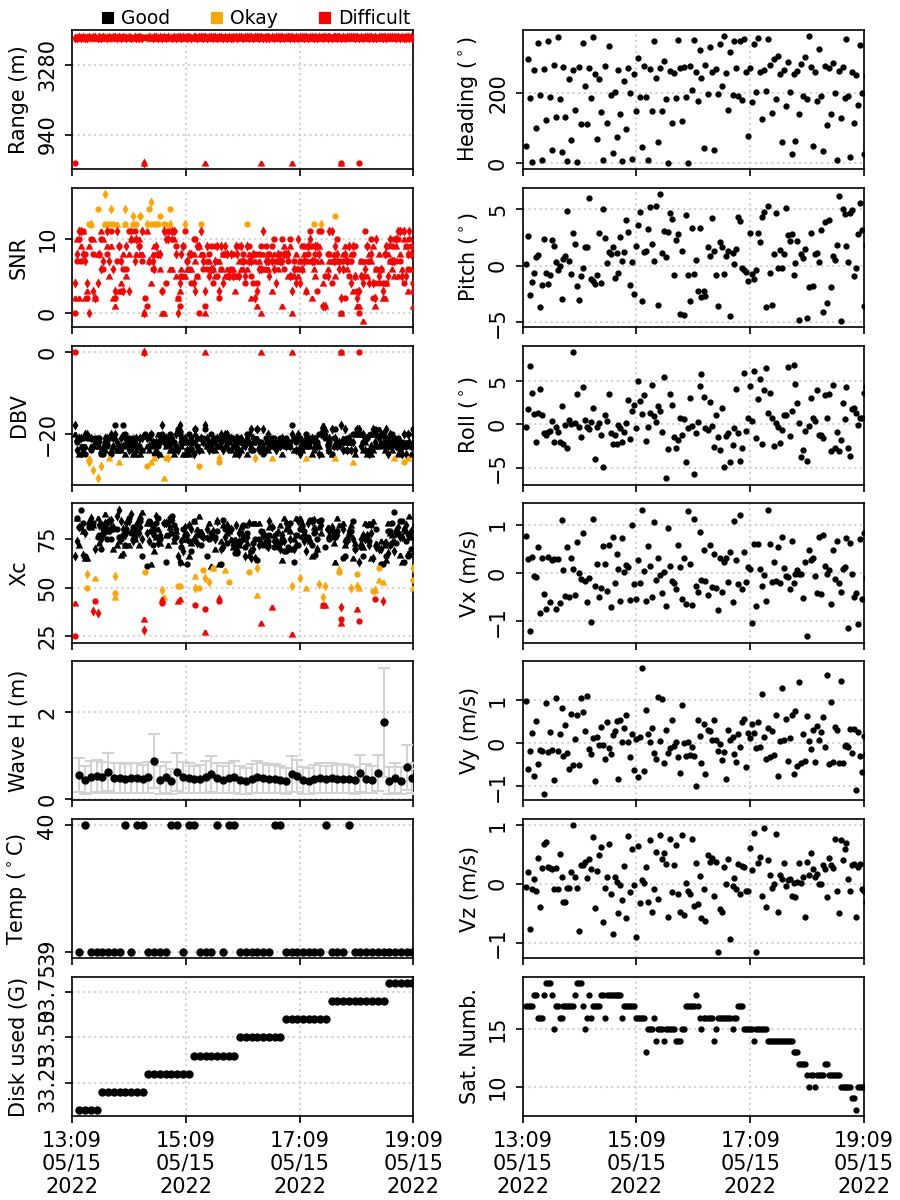 Good Okay Difficult
Range (m)
3280
940
Heading (°)
200
0
SNR
10
0
Pitch (°)
5
0
−5
DBV
0
−20
Roll (°)
5
0
−5
Xc
75
50
25
Vx (m/s)
1
0
−1
Wave H (m)
2
0
Vy (m/s)
1
0
−1
Temp (°C)
40
39
Vz (m/s)
1
0
−1
Disk used (G)
33.75
33.25
Sat. Numb.
15
10
13:09 15:09 17:09 19:09
05/15 05/15 05/15 05/15
2022 2022 2022 2022
13:09 15:09 17:09 19:09
05/15 05/15 05/15 05/15
2022 2022 2022 2022